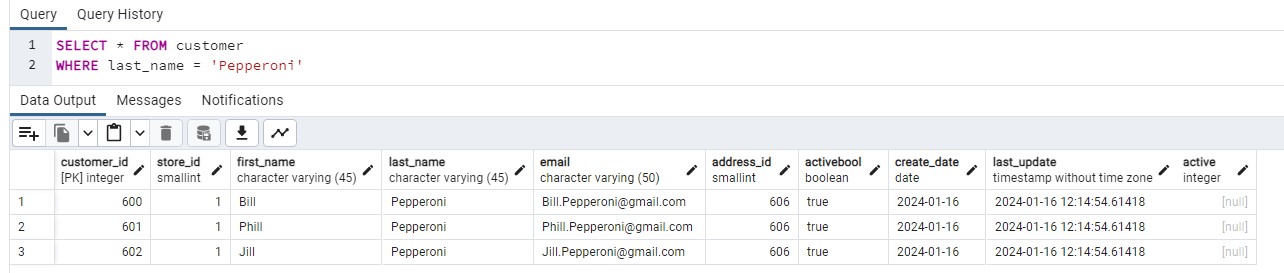 Query Query History
1 SELECT * FROM customer
2 WHERE last_name = 'Pepperoni'
Data Output Messages Notifications
customer_id store_id first_name last_name email address_id activebool create_date last_update active
[PK] integer smallint character varying (45) character varying (45) character varying (50) smallint boolean date timestamp without time zone integer
1 600 1 Bill Pepperoni Bill.Pepperoni@gmail.com 606 true 2024-01-16 2024-01-16 12:14:54.61418 [null]
2 601 1 Phill Pepperoni Phill.Pepperoni@gmail.com 606 true 2024-01-16 2024-01-16 12:14:54.61418 [null]
3 602 1 Jill Pepperoni Jill.Pepperoni@gmail.com 606 true 2024-01-16 2024-01-16 12:14:54.61418 [null]